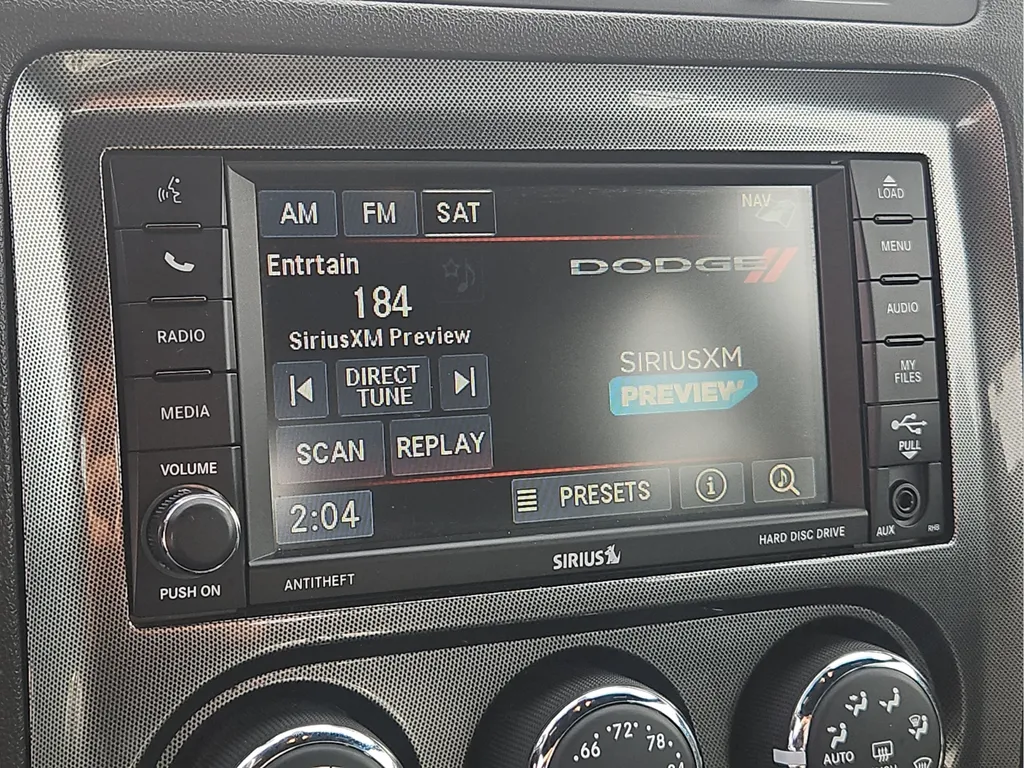 AM FM SAT NAV
Entrtain
184
SiriusXM Preview
DIRECT
TUNE
SCAN REPLAY
2:04
PRESETS
DODGE
SIRIUSXM
PREVIEW
RADIO
MEDIA
VOLUME
PUSH ON
LOAD
MENU
AUDIO
MY
FILES
PULL
AUX
RHB
ANTITHEFT
SIRIUS
HARD DISC DRIVE
66 72 78
AUTO